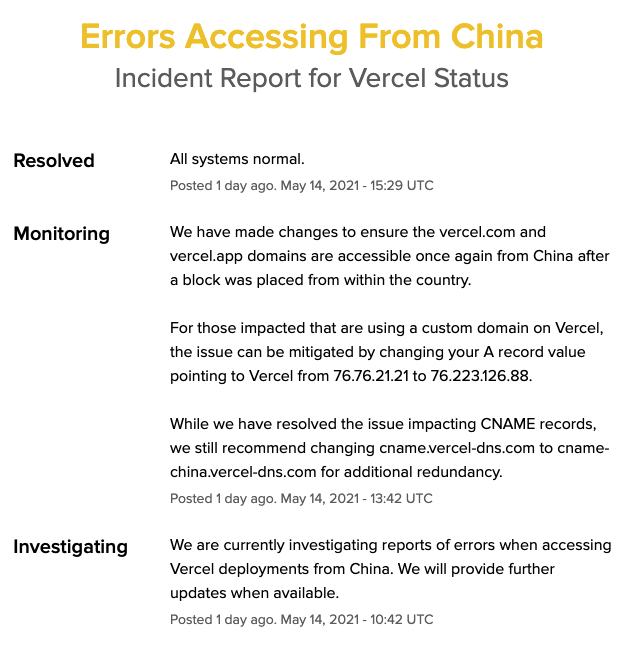 Errors Accessing From China
Incident Report for Vercel Status
Resolved
All systems normal.
Posted 1 day ago. May 14, 2021 - 15:29 UTC
Monitoring
We have made changes to ensure the vercel.com and
vercel.app domains are accessible once again from China after
a block was placed from within the country.
For those impacted that are using a custom domain on Vercel,
the issue can be mitigated by changing your A record value
pointing to Vercel from 76.76.21.21 to 76.223.126.88.
While we have resolved the issue impacting CNAME records,
we still recommend changing cname.vercel-dns.com to cname-
china.vercel-dns.com for additional redundancy.
Posted 1 day ago. May 14, 2021 - 13:42 UTC
Investigating
We are currently investigating reports of errors when accessing
Vercel deployments from China. We will provide further
updates when available.
Posted 1 day ago. May 14, 2021 - 10:42 UTC